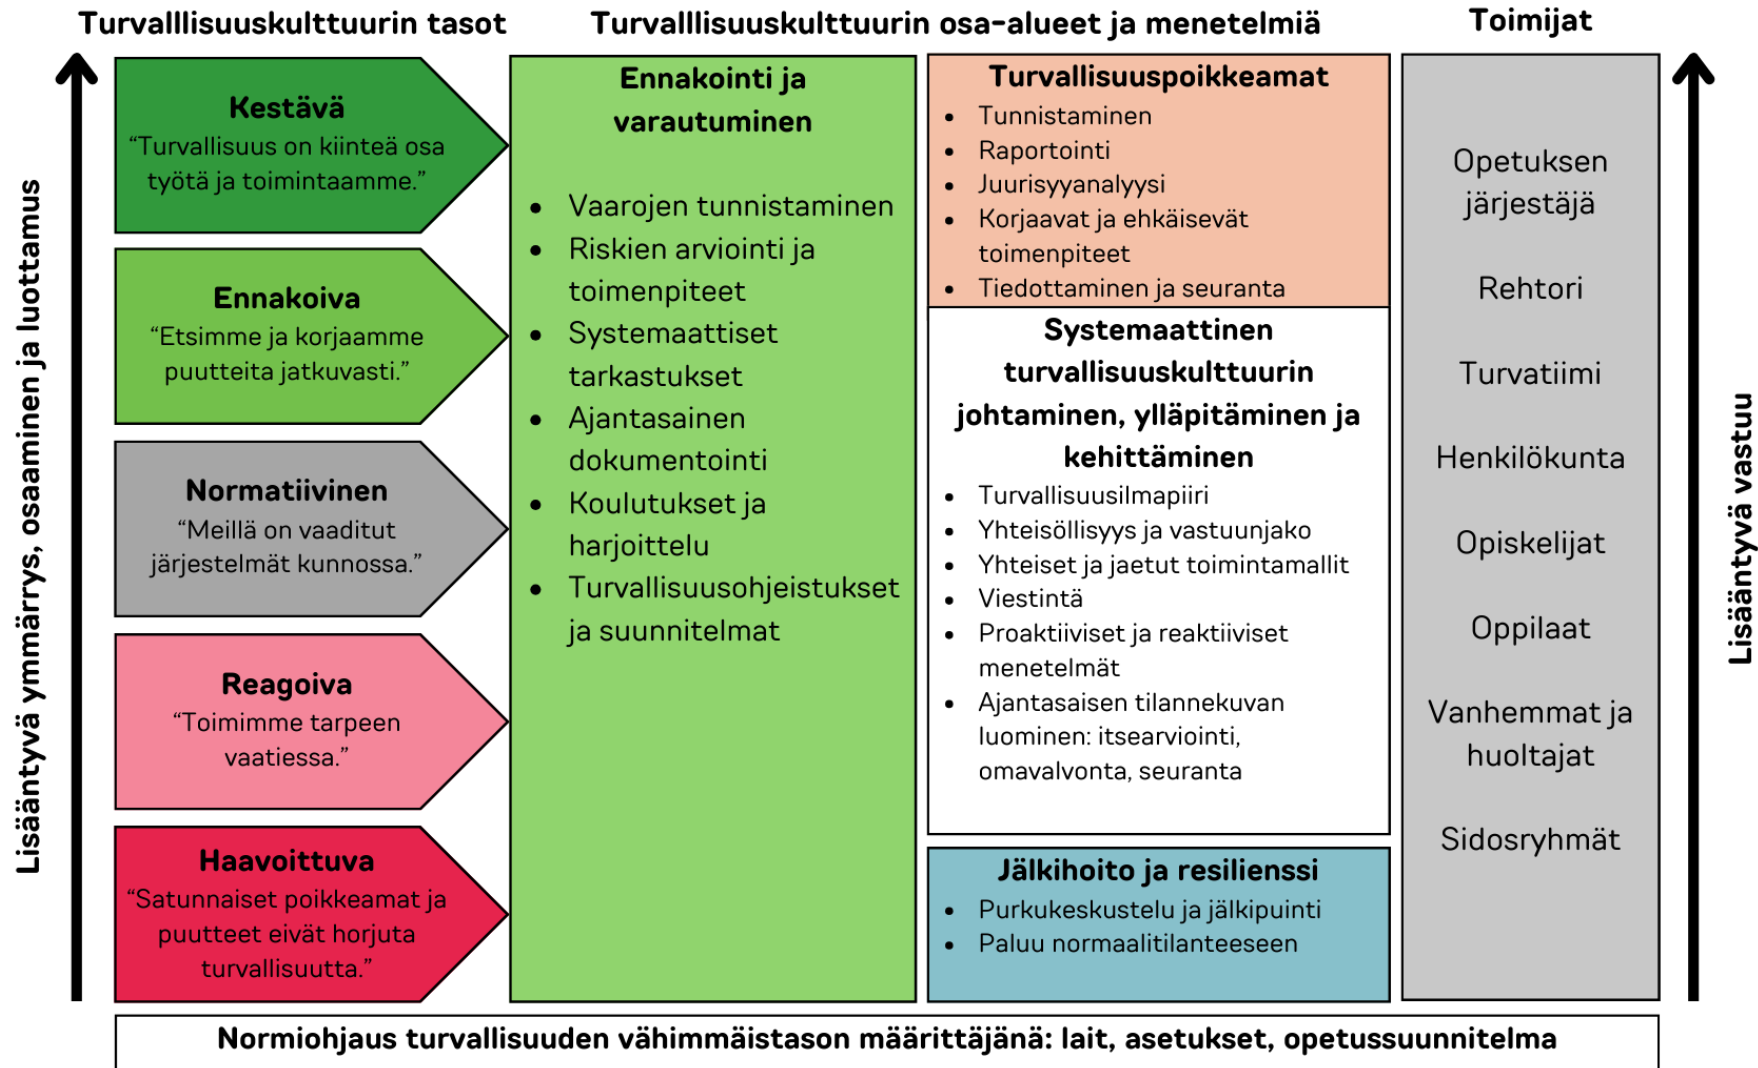 Turvalllisuuskulttuurin tasot
Turvalllisuuskulttuurin osa-alueet ja menetelmiä
Toimijat
Lisääntyvä ymmärrys, osaaminen ja luottamus
Kestävä
“Turvallisuus on kiinteä osa
työtä ja toimintaamme.”
Ennakoiva
“Etsimme ja korjaamme
puutteita jatkuvasti.”
Normatiivinen
“Meillä on vaaditut
järjestelmät kunnossa.”
Reagoiva
“Toimimme tarpeen
vaatiessa.”
Haavoittuva
“Satunnaiset poikkeamat ja
puutteet eivät horjuta
turvallisuutta.”
Ennakointi ja
varautuminen
• Vaarojen tunnistaminen
• Riskien arviointi ja
toimenpiteet
• Systemaattiset
tarkastukset
• Ajantasainen
dokumentointi
• Koulutukset ja
harjoittelu
• Turvallisuusohjeistukset
ja suunnitelmat
Turvallisuuspoikkeamat
• Tunnistaminen
• Raportointi
• Juurisyyanalyysi
• Korjaavat ja ehkäisevät
toimenpiteet
• Tiedottaminen ja seuranta
Systemaattinen
turvallisuuskulttuurin
johtaminen, ylläpitäminen ja
kehittäminen
• Turvallisuusilmapiiri
• Yhteisöllisyys ja vastuunjako
• Yhteiset ja jaetut toimintamallit
• Viestintä
• Proaktiiviset ja reaktiiviset
menetelmät
• Ajantasaisen tilannekuvan
luominen: itsearviointi,
omavalvonta, seuranta
Jälkihoito ja resilienssi
• Purkukeskustelu ja jälkipuinti
• Paluu normaalitilanteeseen
Opetuksen
järjestäjä
Rehtori
Turvatiimi
Henkilökunta
Opiskelijat
Oppilaat
Vanhemmat ja
huoltajat
Sidosryhmät
Lisääntyvä vastuu
Normiohjaus turvallisuuden vähimmäistason määrittäjänä: lait, asetukset, opetussuunnitelma